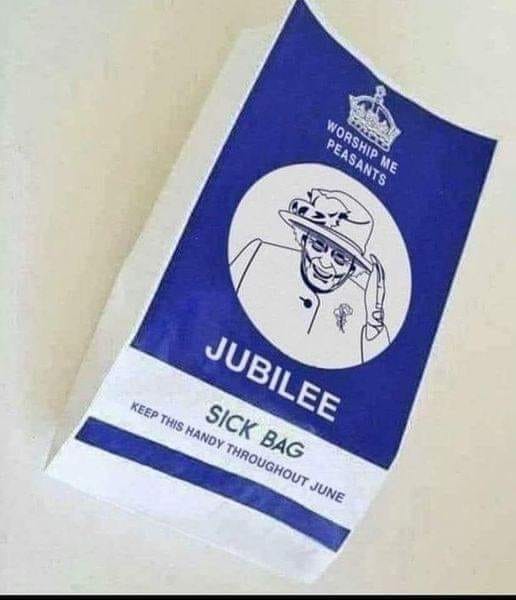 WORSHIP ME
PEASANTS
JUBILEE
SICK BAG
KEEP THIS HANDY THROUGHOUT JUNE